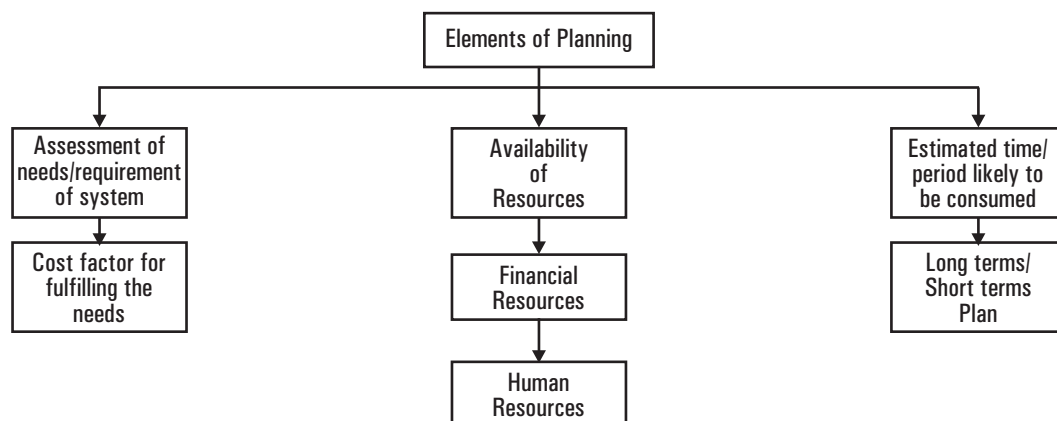 Elements of Planning
Assessment of
needs/requirement
of system
Cost factor for
fulfilling the
needs
Availability
of
Resources
Financial
Resources
Human
Resources
Estimated time/
period likely to
be consumed
Long terms/
Short terms
Plan